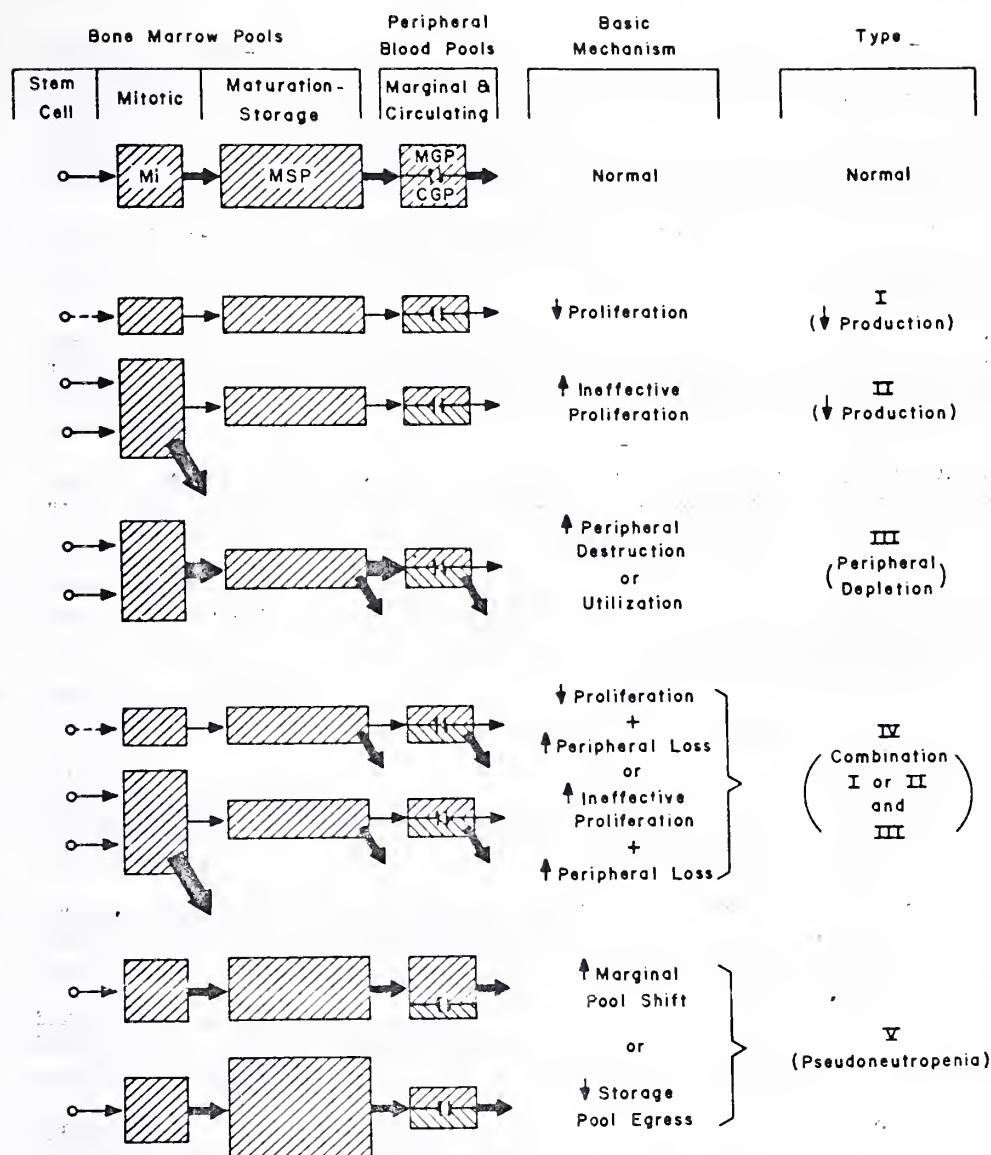 Bone Marrow Pools
Peripheral
Blood Pools
Basic
Mechanism
Type
Stem
Cell
Mitotic
Maturation-
Storage
Marginal &
Circulating
Mi
MSP
MGP
CGP
Normal
Normal
↓ Proliferation
I
(↓ Production)
↑ Ineffective
Proliferation
II
(↓ Production)
↑ Peripheral
Destruction
or
Utilization
III
(Peripheral
Depletion)
↓ Proliferation
+
↑ Peripheral Loss
or
↑ Ineffective
Proliferation
+
↑ Peripheral Loss
IV
(Combination
I or II
and
III)
↑ Marginal
Pool Shift
or
↓ Storage
Pool Egress
V
(Pseudoneutropenia)